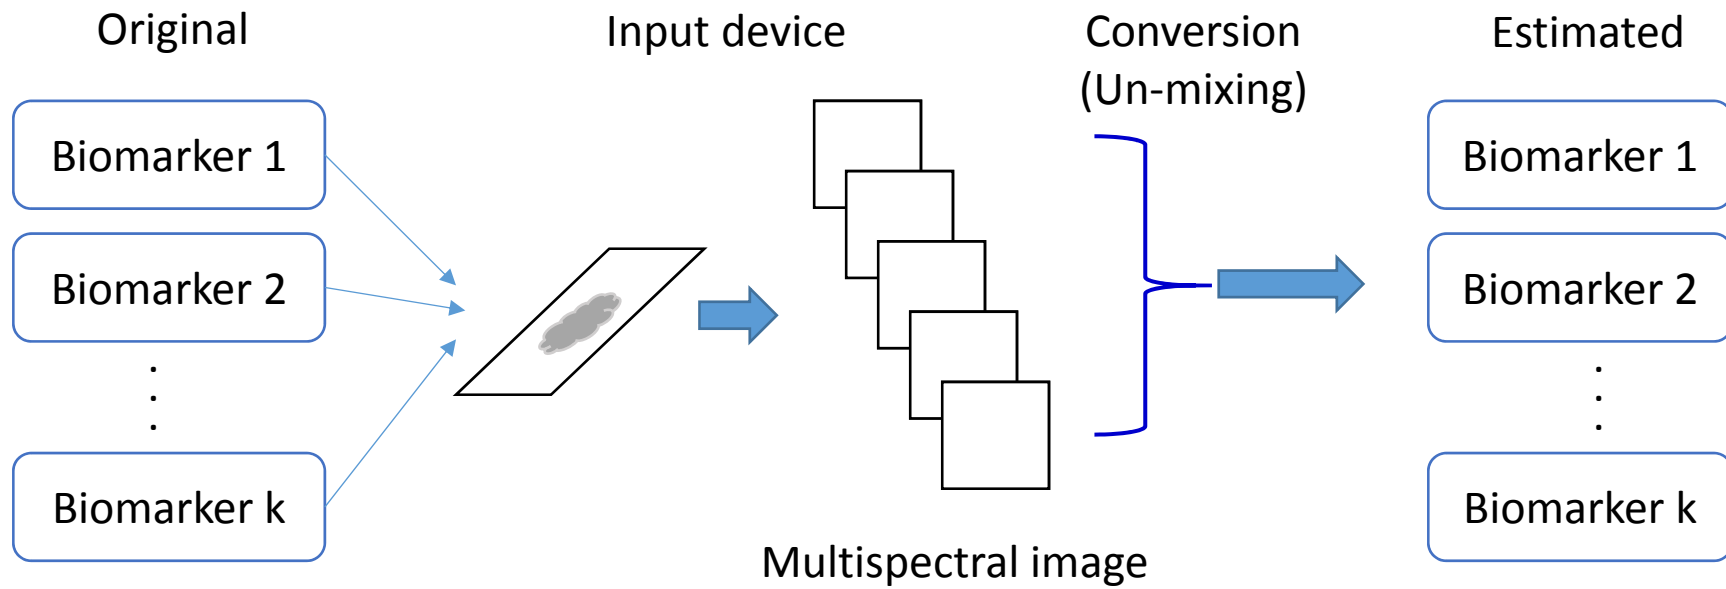 Original
Input device
Conversion
(Un-mixing)
Estimated
Biomarker 1
Biomarker 2
.
.
.
Biomarker k
Multispectral image
Biomarker 1
Biomarker 2
.
.
.
Biomarker k